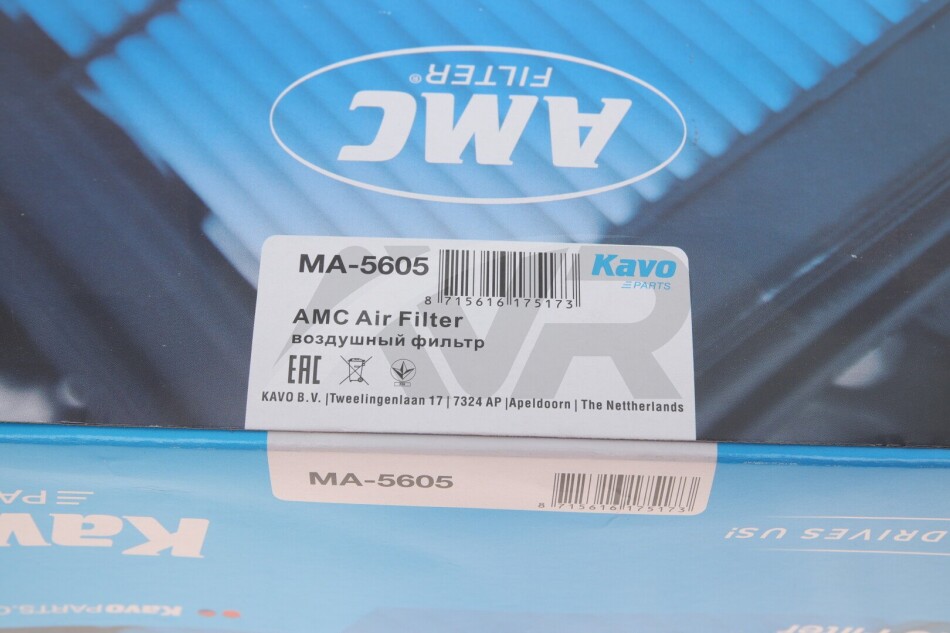 AMC
FILTER®
MA-5605
8 715616 175173
Kavo
PARTS
AMC Air Filter
воздушный фильтр
EAC
KAVO B.V. |Tweelingenlaan 17 | 7324 AP |Apeldoorn | The Nettherlands
MA-5605
8 715616 175173
DRIVES US!
Kavo
PA
KavoPARTS.C